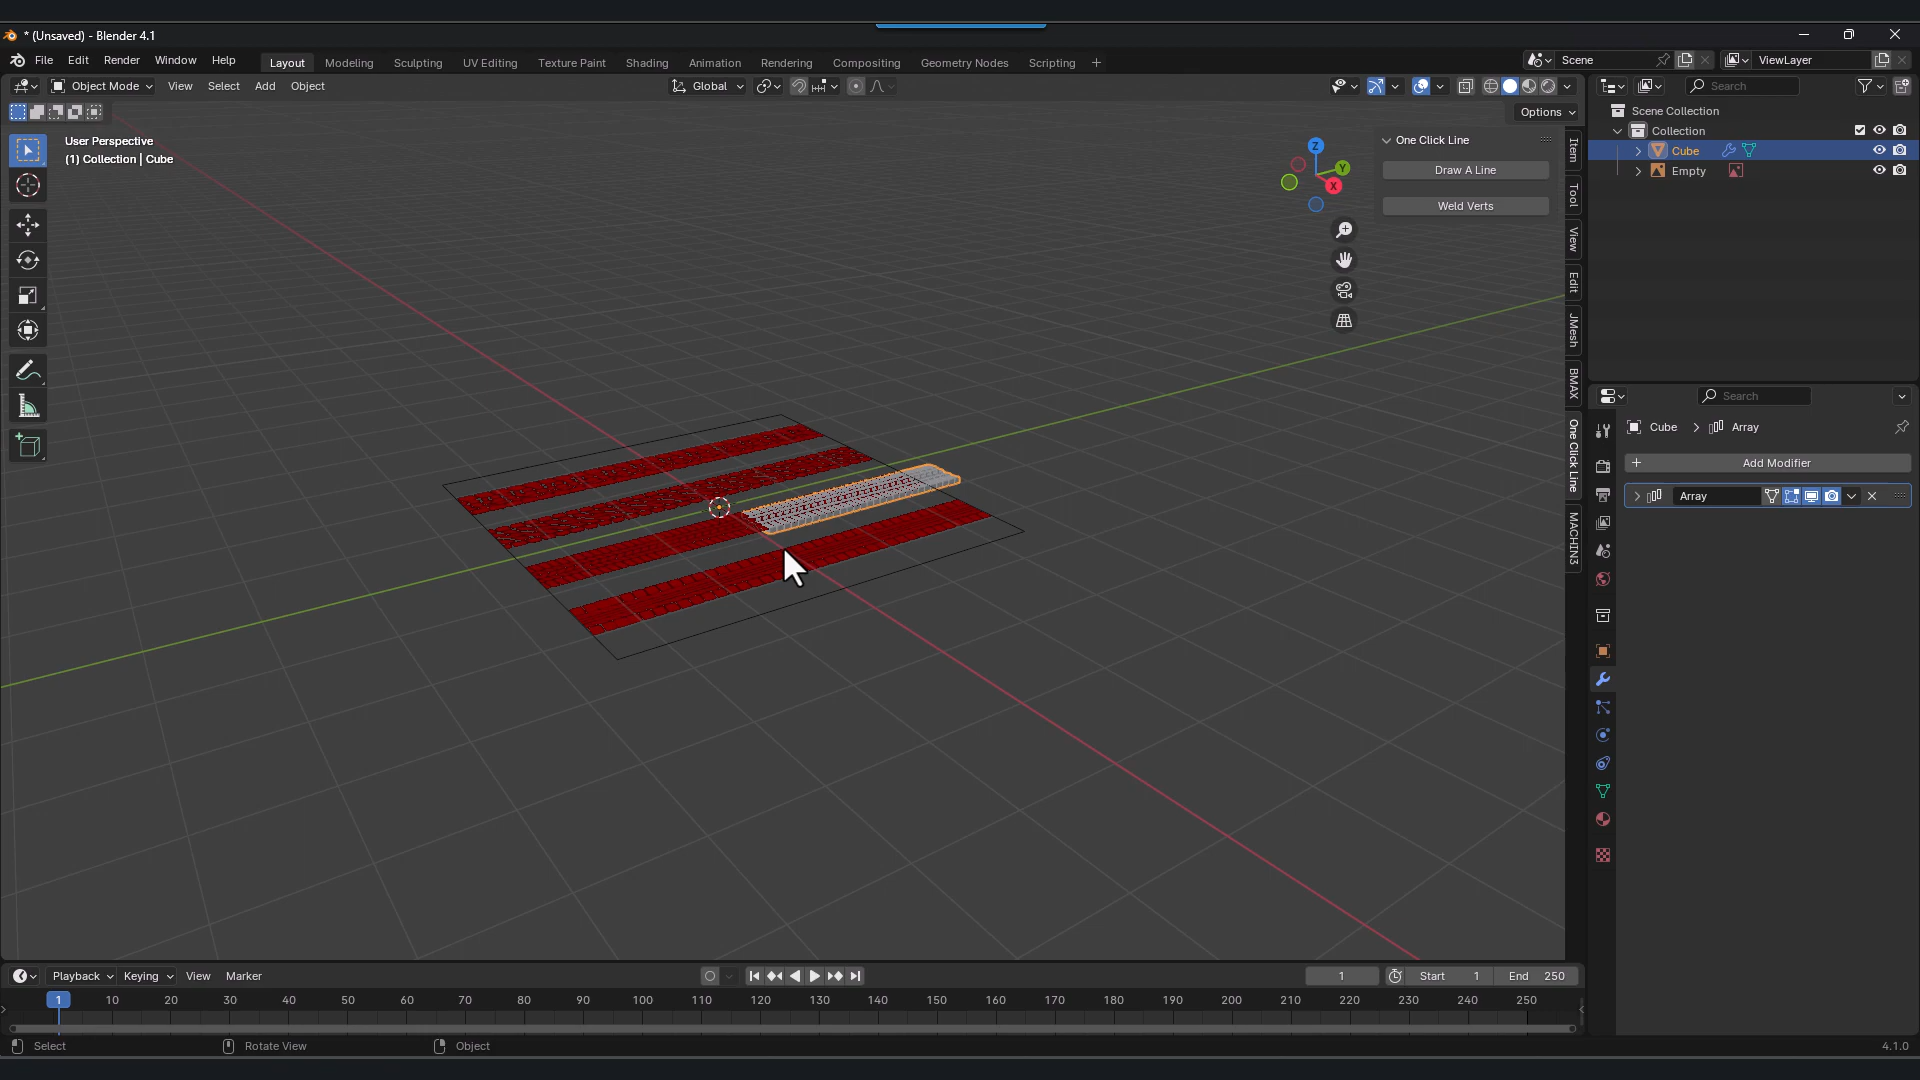 * (Unsaved) - Blender 4.1
File Edit Render Window Help Layout Modeling Sculpting UV Editing Texture Paint Shading Animation Rendering Compositing Geometry Nodes Scripting + Scene ViewLayer
Object Mode View Select Add Object Global Search
Options
User Perspective
(1) Collection | Cube
Z
Y
X
One Click Line
Draw A Line
Weld Verts
Item
Tool
View
Edit
JMesh
BMAX
One Click Line
MACHIN3
Scene Collection
Collection
Cube
Empty
Search
Cube > Array
+ Add Modifier
Array
Playback Keying View Marker 1 Start 1 End 250
1 10 20 30 40 50 60 70 80 90 100 110 120 130 140 150 160 170 180 190 200 210 220 230 240 250
Select Rotate View Object 4.1.0